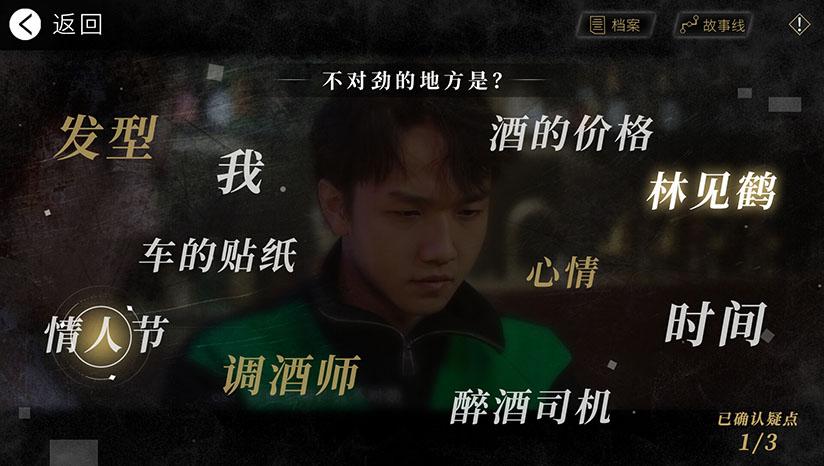 返回
档案
故事线
不对劲的地方是?
发型
酒的价格
我
林见鹤
车的贴纸
心情
情人节
时间
调酒师
醉酒司机
已确认疑点
1/3